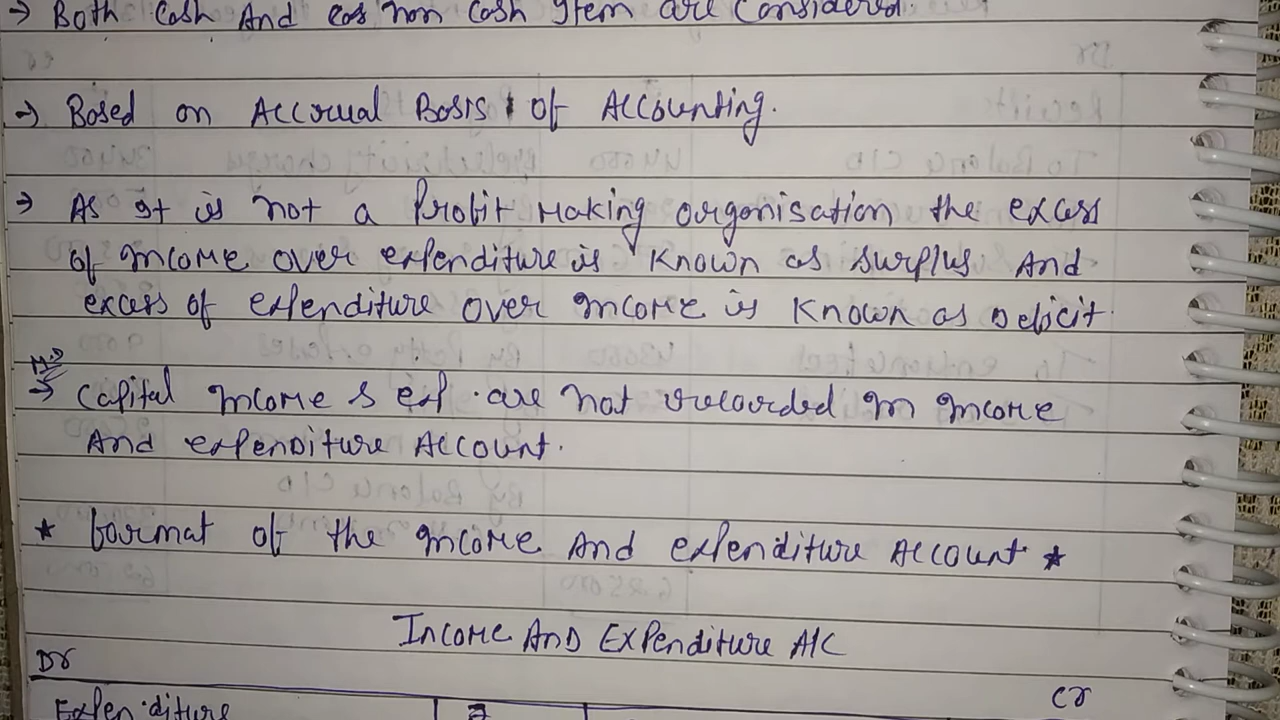 → Both Cash And non Cash Item are Considered.
→ Based on Accrual Basis of Accounting.
→ As It is not a Profit Making organisation the excess
of Income over expenditure is Known as Surplus And
excess of expenditure over Income is Known as Deficit.
→ Capital Income & exp. are not recorded In Income
And expenditure Account.
★ format of the Income And expenditure Account ★
Income And Expenditure A/C
Dr
Cr
Expenditure ₹